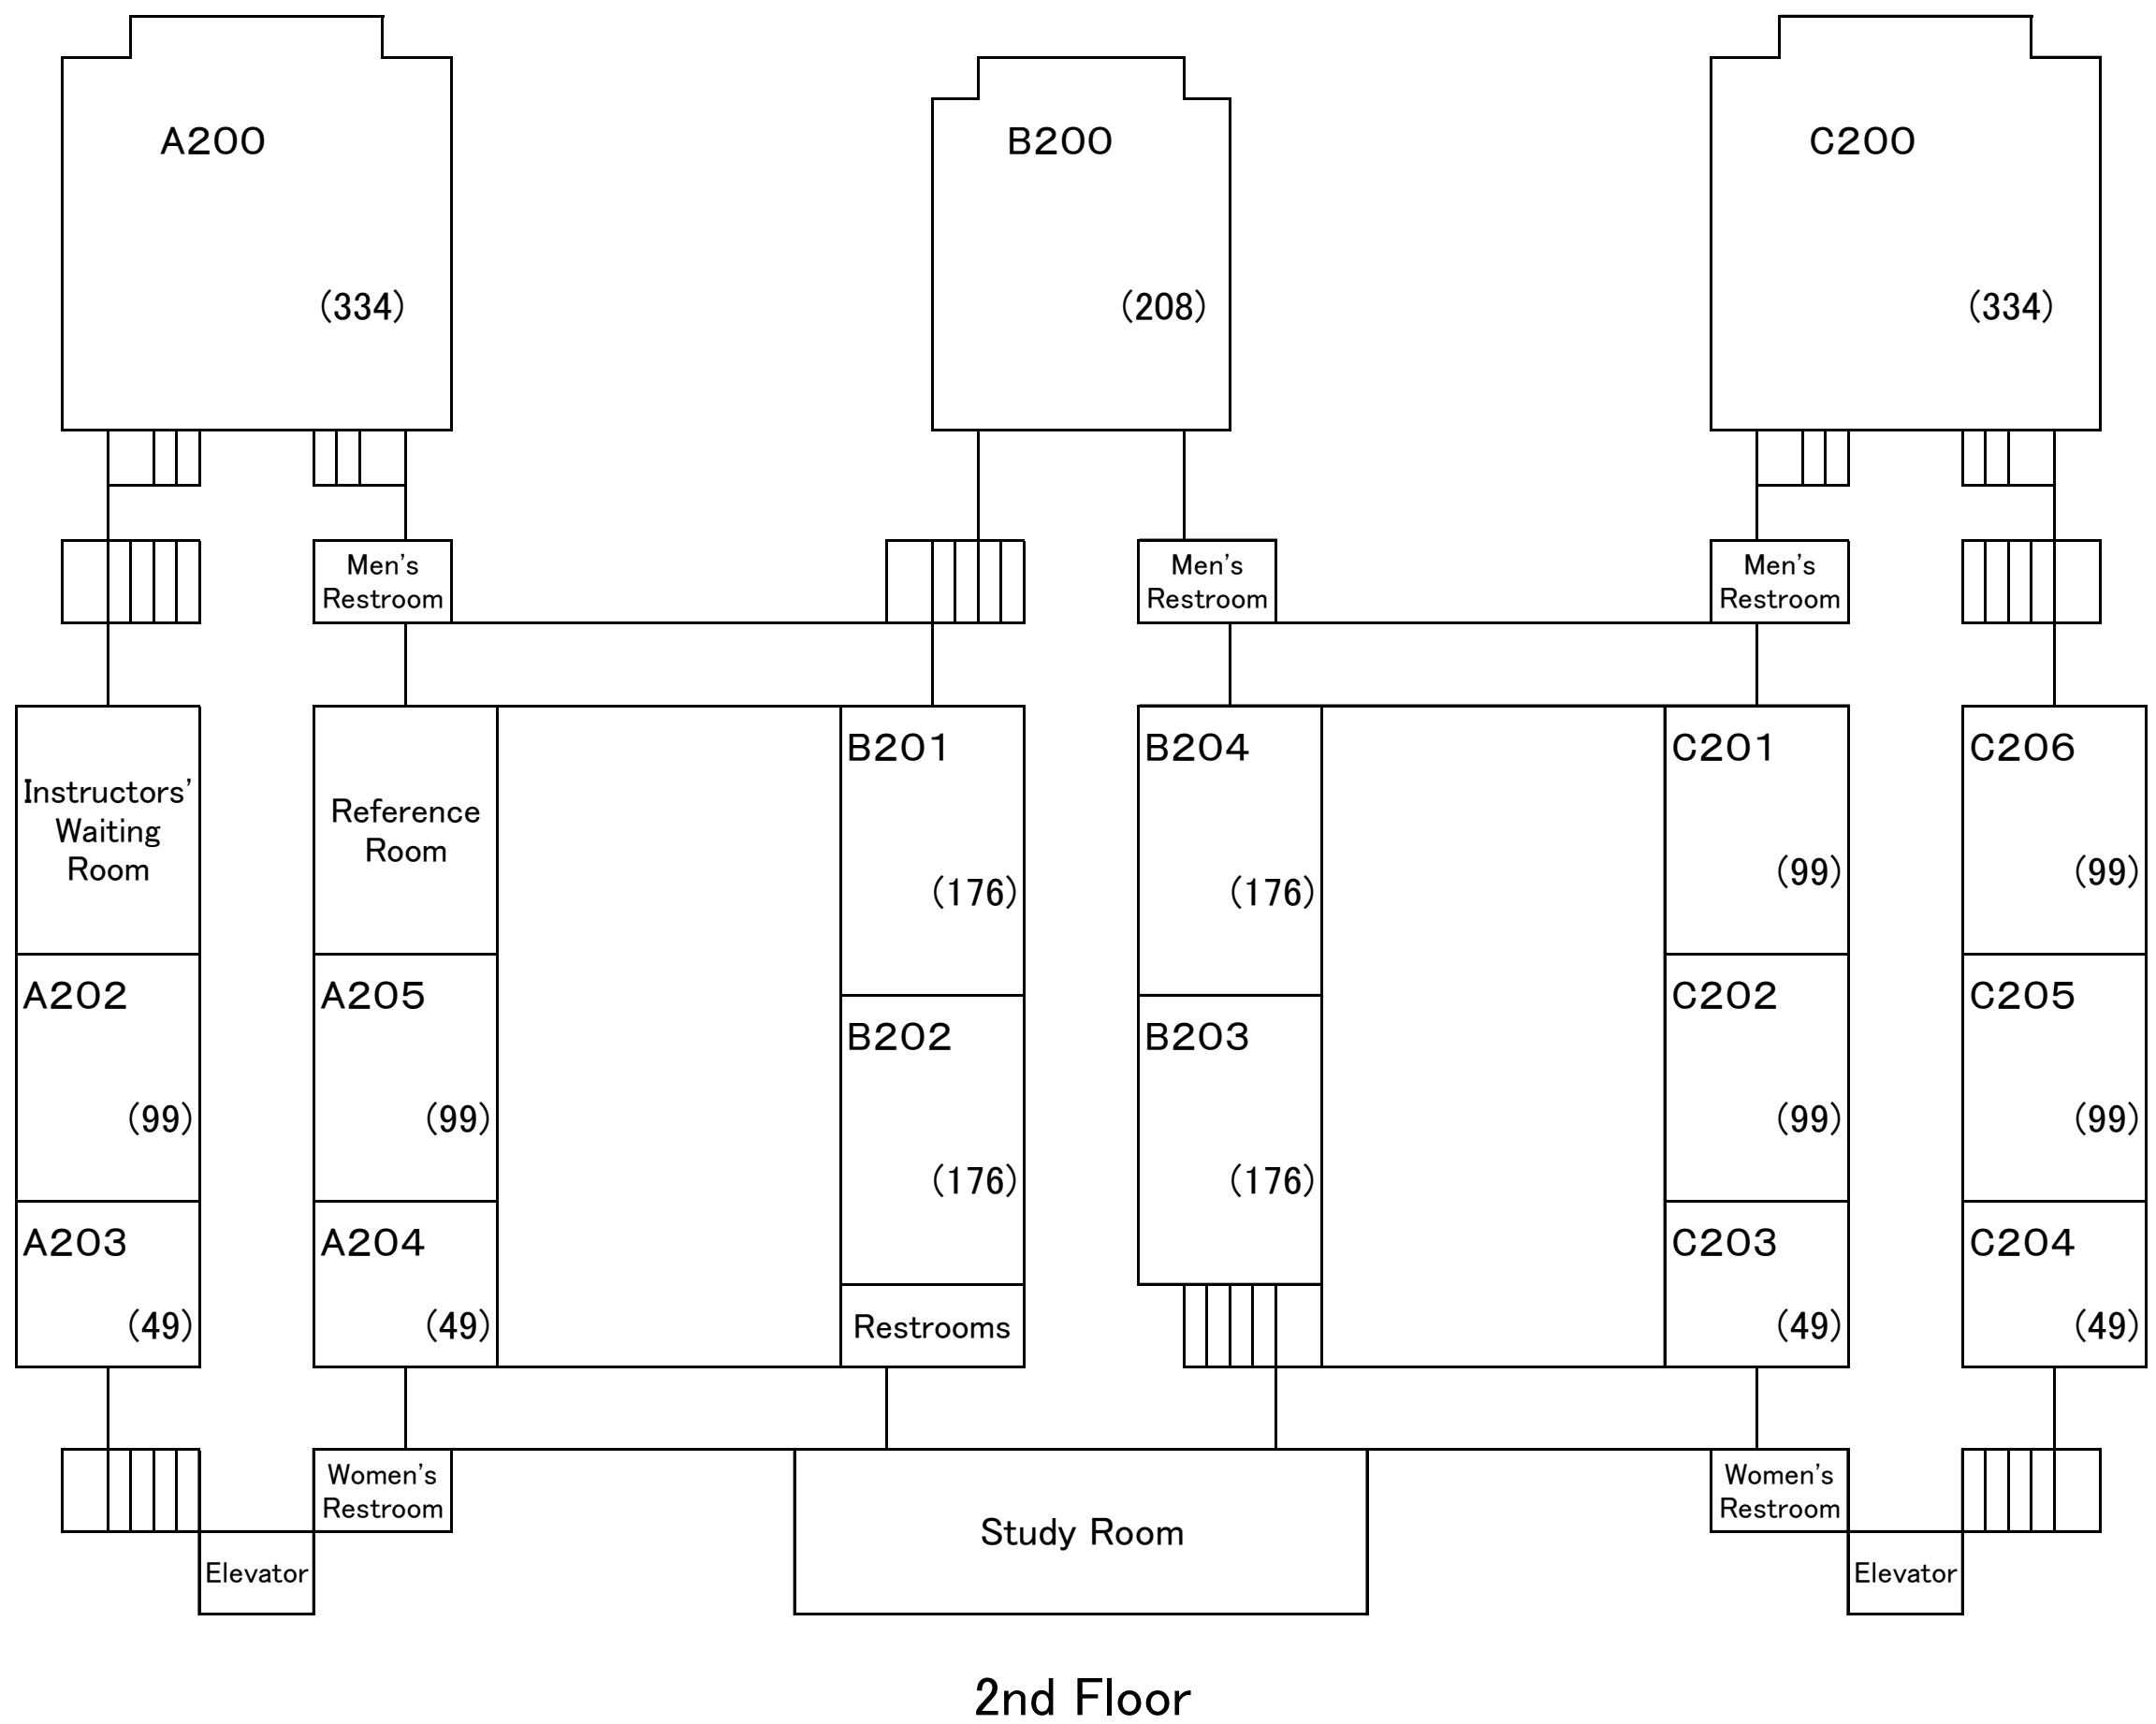 A200
B200
C200
(334)
(208)
(334)
Men's
Restroom
Men's
Restroom
Men's
Restroom
Instructors'
Waiting
Room
Reference
Room
B201
(176)
B204
(176)
C201
(99)
C206
(99)
A202
(99)
A205
(99)
B202
(176)
B203
(176)
C202
(99)
C205
(99)
A203
(49)
A204
(49)
Restrooms
C203
(49)
C204
(49)
Women's
Restroom
Women's
Restroom
Study Room
Elevator
Elevator
2nd Floor